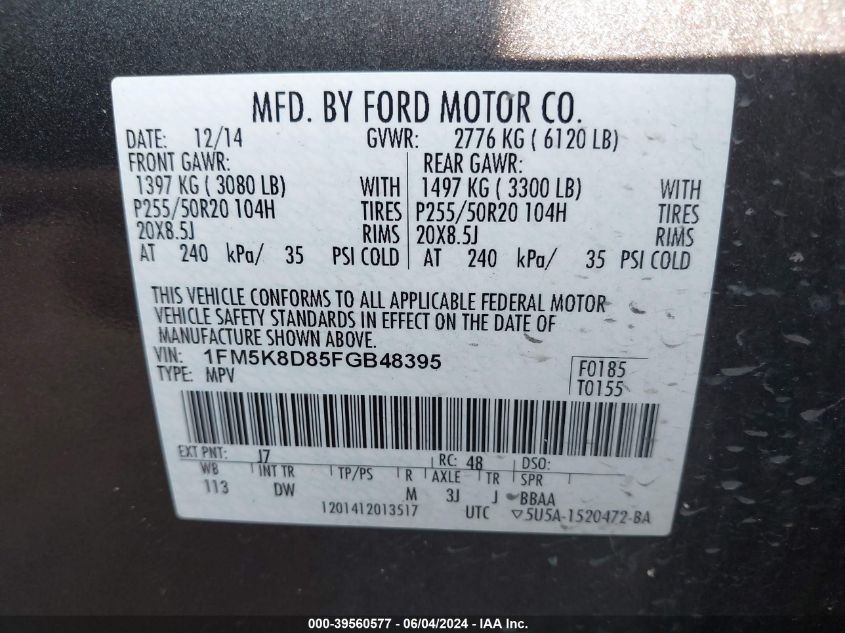 MFD. BY FORD MOTOR CO.
DATE: 12/14 GVWR: 2776 KG ( 6120 LB)
FRONT GAWR: REAR GAWR:
1397 KG ( 3080 LB) WITH 1497 KG ( 3300 LB) WITH
P255/50R20 104H TIRES P255/50R20 104H TIRES
20X8.5J RIMS 20X8.5J RIMS
AT 240 kPa/ 35 PSI COLD AT 240 kPa/ 35 PSI COLD
THIS VEHICLE CONFORMS TO ALL APPLICABLE FEDERAL MOTOR
VEHICLE SAFETY STANDARDS IN EFFECT ON THE DATE OF
MANUFACTURE SHOWN ABOVE.
VIN: 1FM5K8D85FGB48395 F0185
TYPE: MPV T0155
EXT PNT: J7 RC: 48 DSO:
WB INT TR TP/PS R AXLE TR SPR
113 DW M 3J J BBAA
1201412013517 UTC ▽5U5A-1520472-BA
000-39560577 - 06/04/2024 - IAA Inc.